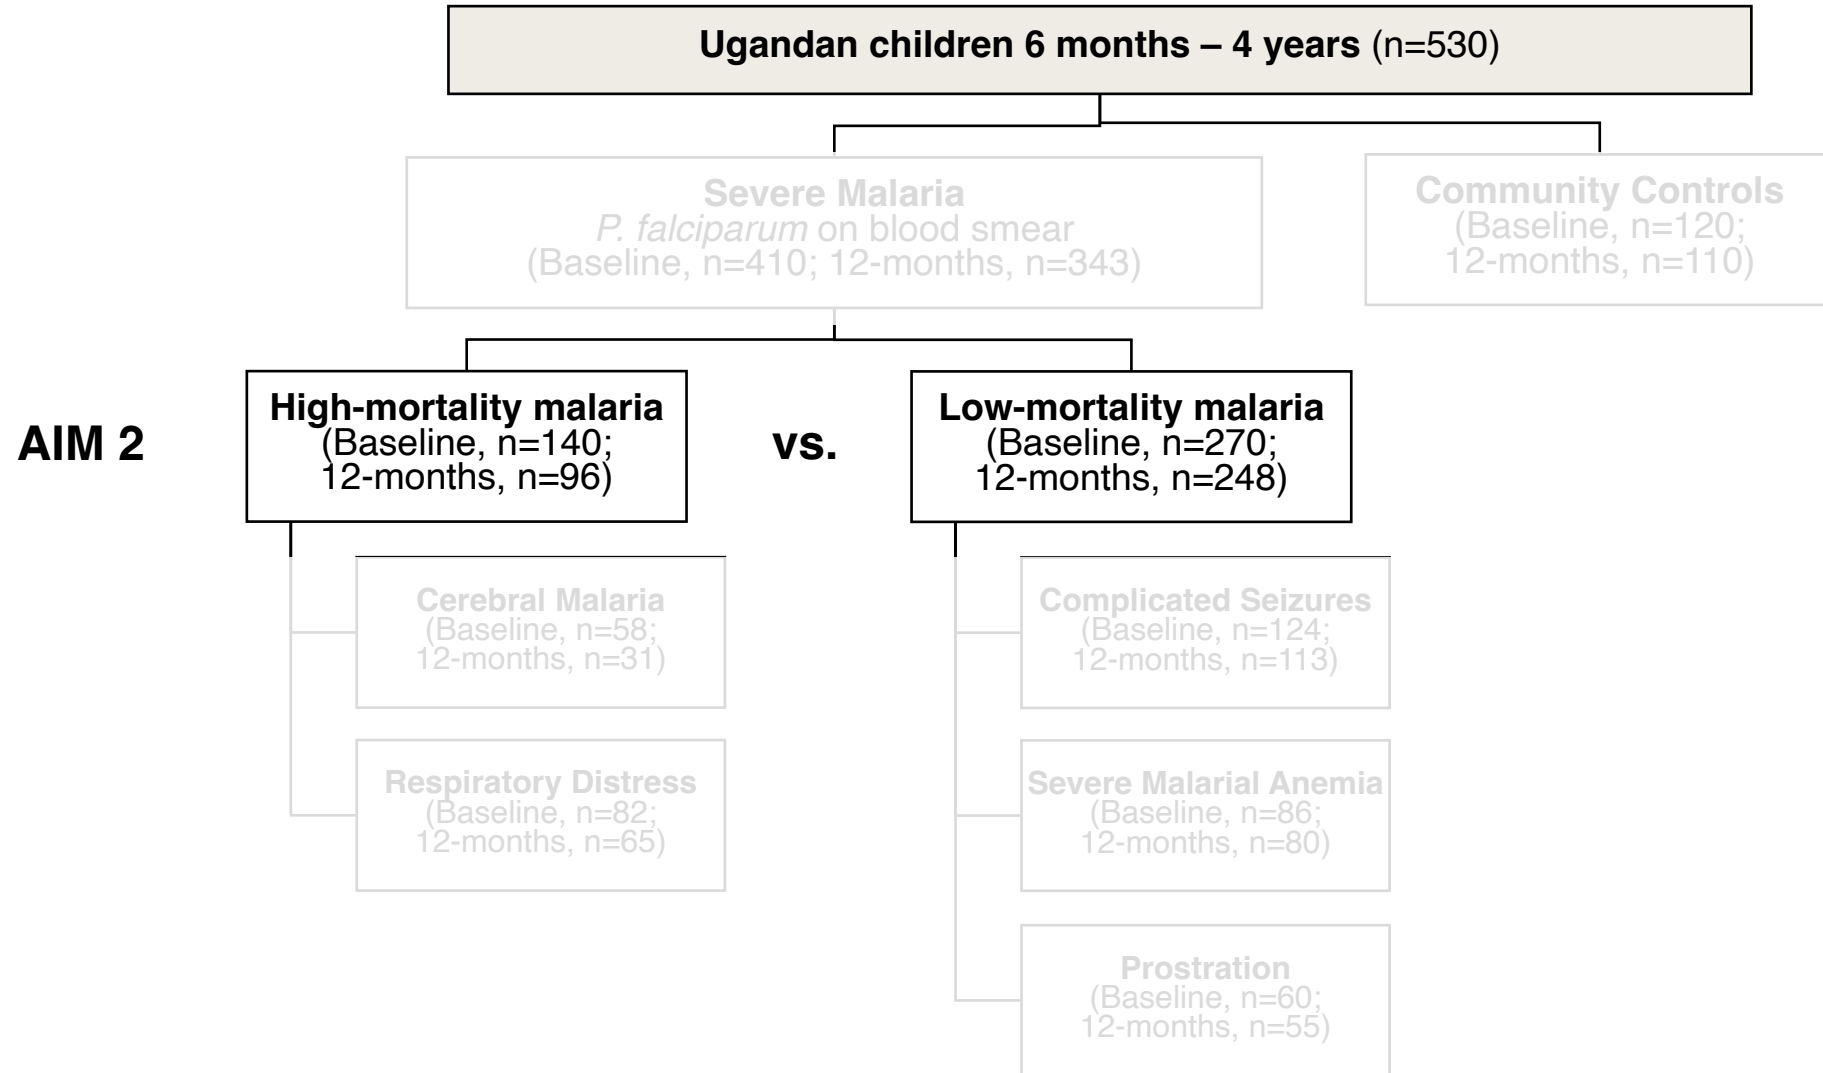 Ugandan children 6 months – 4 years (n=530)
Severe Malaria
P. falciparum on blood smear
(Baseline, n=410; 12-months, n=343)
Community Controls
(Baseline, n=120;
12-months, n=110)
AIM 2
High-mortality malaria
(Baseline, n=140;
12-months, n=96)
vs.
Low-mortality malaria
(Baseline, n=270;
12-months, n=248)
Cerebral Malaria
(Baseline, n=58;
12-months, n=31)
Complicated Seizures
(Baseline, n=124;
12-months, n=113)
Respiratory Distress
(Baseline, n=82;
12-months, n=65)
Severe Malarial Anemia
(Baseline, n=86;
12-months, n=80)
Prostration
(Baseline, n=60;
12-months, n=55)